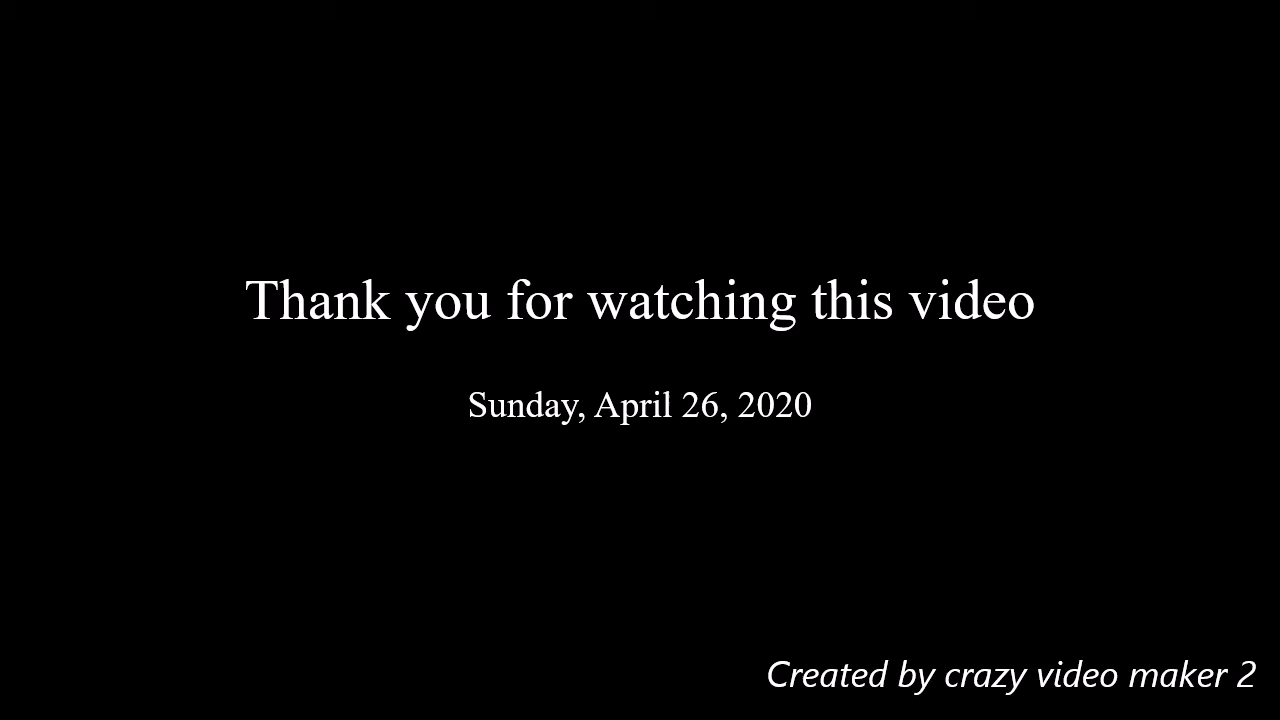 Thank you for watching this video
Sunday, April 26, 2020
Created by crazy video maker 2